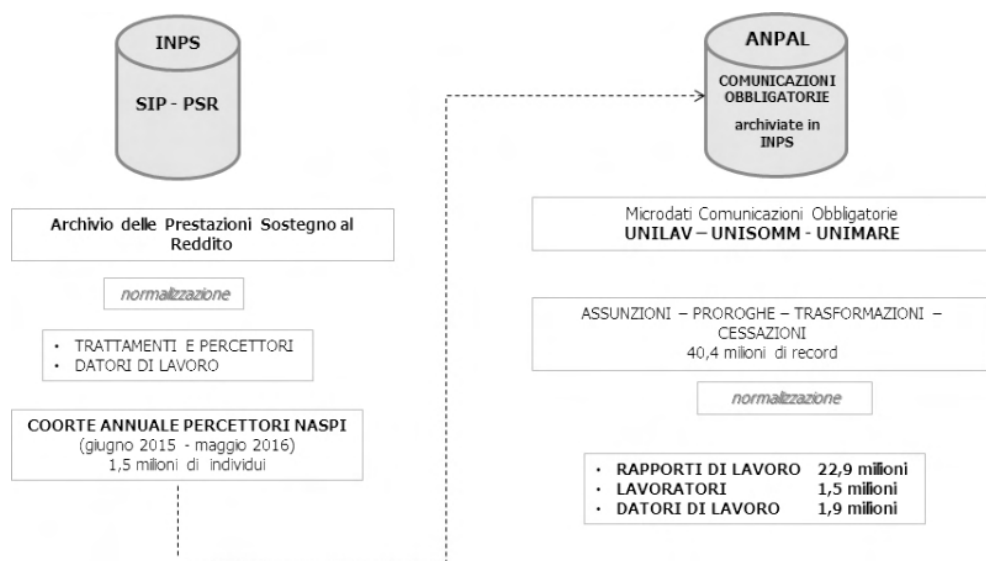 INPS
SIP - PSR
Archivio delle Prestazioni Sostegno al
Reddito
normalizzazione
• TRATTAMENTI E PERCETTORI
• DATORI DI LAVORO
COORTE ANNUALE PERCETTORI NASPI
(giugno 2015 - maggio 2016)
1,5 milioni di individui
ANPAL
COMUNICAZIONI
OBBLIGATORIE
archiviate in
INPS
Microdati Comunicazioni Obbligatorie
UNILAV – UNISOMM - UNIMARE
ASSUNZIONI – PROROGHE – TRASFORMAZIONI –
CESSAZIONI
40,4 milioni di record
normalizzazione
• RAPPORTI DI LAVORO 22,9 milioni
• LAVORATORI 1,5 milioni
• DATORI DI LAVORO 1,9 milioni